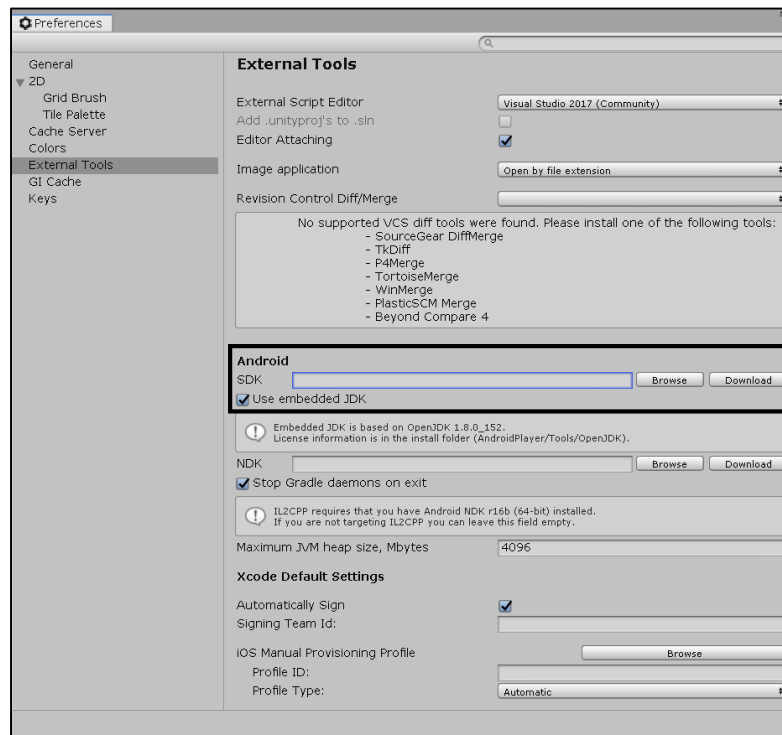 Preferences
General
2D
Grid Brush
Tile Palette
Cache Server
Colors
External Tools
GI Cache
Keys
External Tools
External Script Editor
Visual Studio 2017 (Community)
Add .unityproj's to .sln
Editor Attaching
Image application
Open by file extension
Revision Control Diff/Merge
No supported VCS diff tools were found. Please install one of the following tools:
- SourceGear DiffMerge
- TkDiff
- P4Merge
- TortoiseMerge
- WinMerge
- PlasticSCM Merge
- Beyond Compare 4
Android
SDK
Browse
Download
Use embedded JDK
Embedded JDK is based on OpenJDK 1.8.0_152.
License information is in the install folder (AndroidPlayer/Tools/OpenJDK).
NDK
Browse
Download
Stop Gradle daemons on exit
IL2CPP requires that you have Android NDK r16b (64-bit) installed.
If you are not targeting IL2CPP you can leave this field empty.
Maximum JVM heap size, Mbytes
4096
Xcode Default Settings
Automatically Sign
Signing Team Id:
iOS Manual Provisioning Profile
Browse
Profile ID:
Profile Type:
Automatic